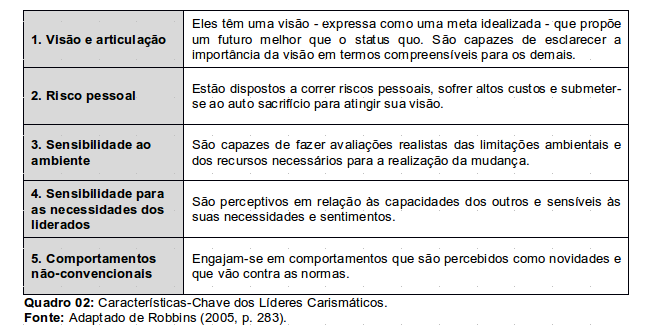 1. Visão e articulação
Eles têm uma visão - expressa como uma meta idealizada - que propõe
um futuro melhor que o status quo. São capazes de esclarecer a
importância da visão em termos compreensíveis para os demais.
2. Risco pessoal
Estão dispostos a correr riscos pessoais, sofrer altos custos e submeter-
se ao auto sacrifício para atingir sua visão.
3. Sensibilidade ao
ambiente
São capazes de fazer avaliações realistas das limitações ambientais e
dos recursos necessários para a realização da mudança.
4. Sensibilidade para
as necessidades dos
liderados
São perceptivos em relação às capacidades dos outros e sensíveis às
suas necessidades e sentimentos.
5. Comportamentos
não-convencionais
Engajam-se em comportamentos que são percebidos como novidades e
que vão contra as normas.
Quadro 02: Características-Chave dos Líderes Carismáticos.
Fonte: Adaptado de Robbins (2005, p. 283).